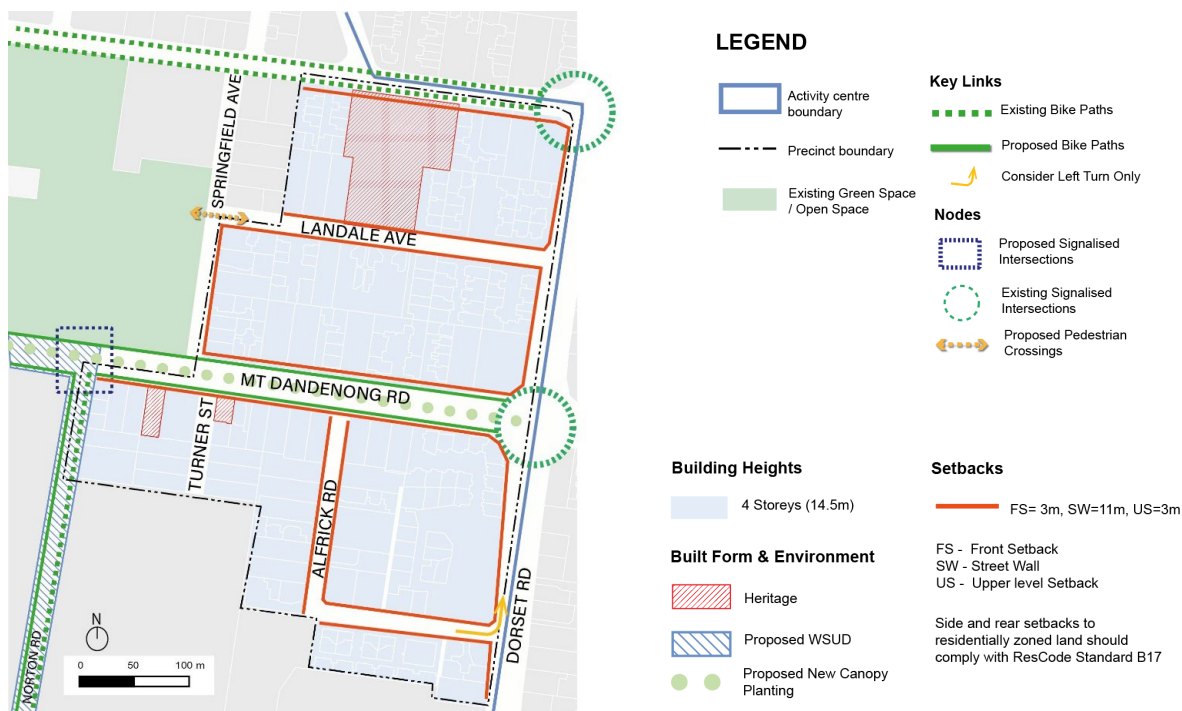 SPRINGFIELD AVE
LANDALE AVE
MT DANDENONG RD
TURNER ST
ALFRICK RD
DORSET RD
NORTON RD
N
0 50 100 m
LEGEND
Activity centre
boundary
Precinct boundary
Existing Green Space
/ Open Space
Key Links
Existing Bike Paths
Proposed Bike Paths
Consider Left Turn Only
Nodes
Proposed Signalised
Intersections
Existing Signalised
Intersections
Proposed Pedestrian
Crossings
Building Heights
4 Storeys (14.5m)
Built Form & Environment
Heritage
Proposed WSUD
Proposed New Canopy
Planting
Setbacks
FS= 3m, SW=11m, US=3m
FS - Front Setback
SW - Street Wall
US - Upper level Setback
Side and rear setbacks to
residentially zoned land should
comply with ResCode Standard B17